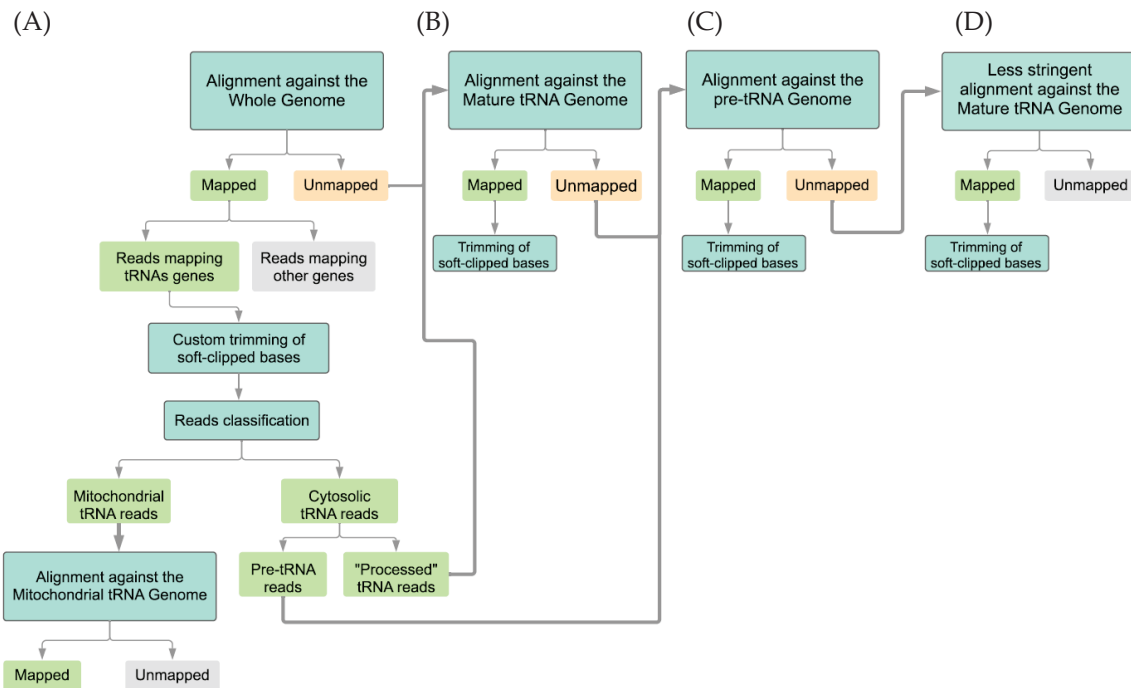 (A)
(B)
(C)
(D)
Alignment against the
Whole Genome
Mapped
Unmapped
Reads mapping
tRNAs genes
Reads mapping
other genes
Custom trimming of
soft-clipped bases
Reads classification
Mitochondrial
tRNA reads
Cytosolic
tRNA reads
Alignment against the
Mitochondrial tRNA Genome
Pre-tRNA
reads
"Processed"
tRNA reads
Mapped
Unmapped
Alignment against the
Mature tRNA Genome
Mapped
Unmapped
Trimming of
soft-clipped bases
Alignment against the
pre-tRNA Genome
Mapped
Unmapped
Trimming of
soft-clipped bases
Less stringent
alignment against the
Mature tRNA Genome
Mapped
Unmapped
Trimming of
soft-clipped bases